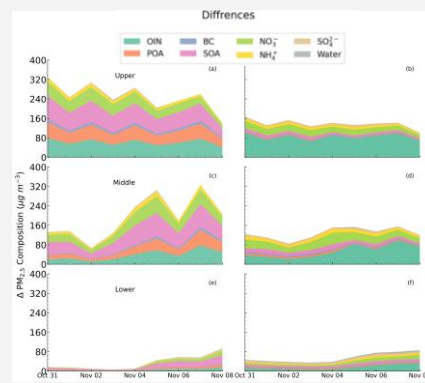 Diffrences
OIN BC NO₃⁻ SO₄²⁻
POA SOA NH₄⁺ Water
400
320
240
160
80
0
Upper
(a)
(b)
400
320
240
160
80
0
Middle
(d)
400
320
240
160
80
0
Lower
(e)
(f)
Δ PM₂.₅ Composition (μg m⁻³)
Oct 31 Nov 02 Nov 04 Nov 06 Nov 08
Oct 31 Nov 02 Nov 04 Nov 06 Nov 08